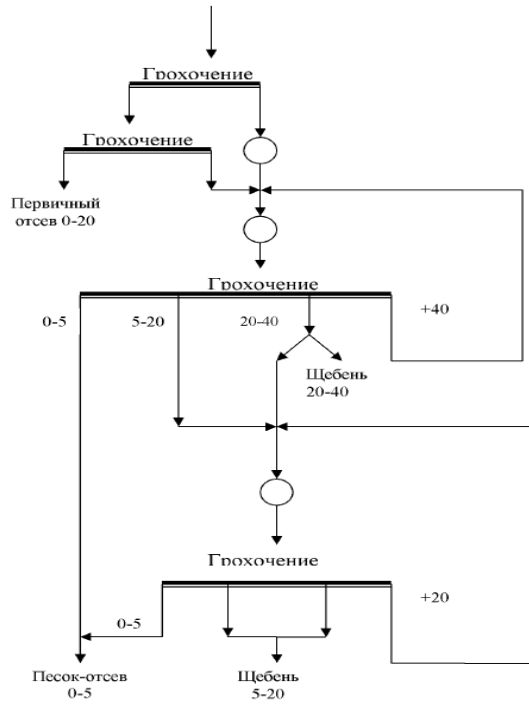 Грохочение
Грохочение
Первичный
отсев 0-20
Грохочение
0-5
5-20
20-40
+40
Щебень
20-40
Грохочение
+20
0-5
Песок-отсев
0-5
Щебень
5-20